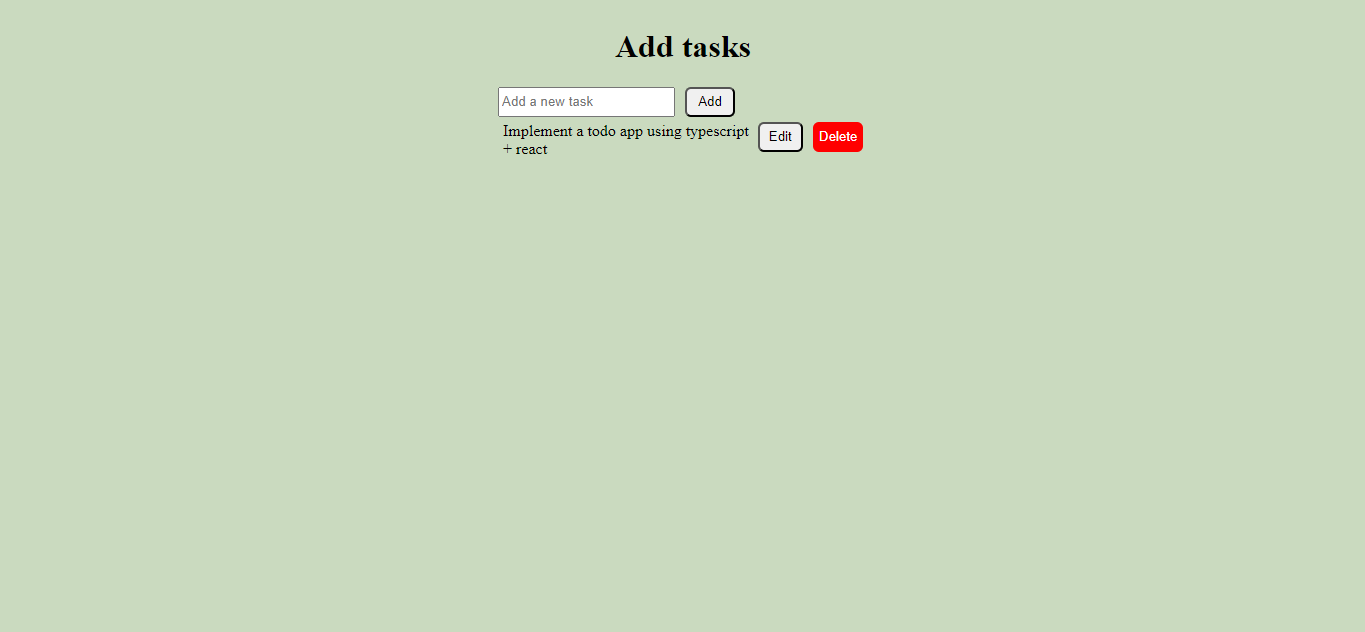 Add tasks
Add a new task Add
Implement a todo app using typescript Edit Delete
+ react